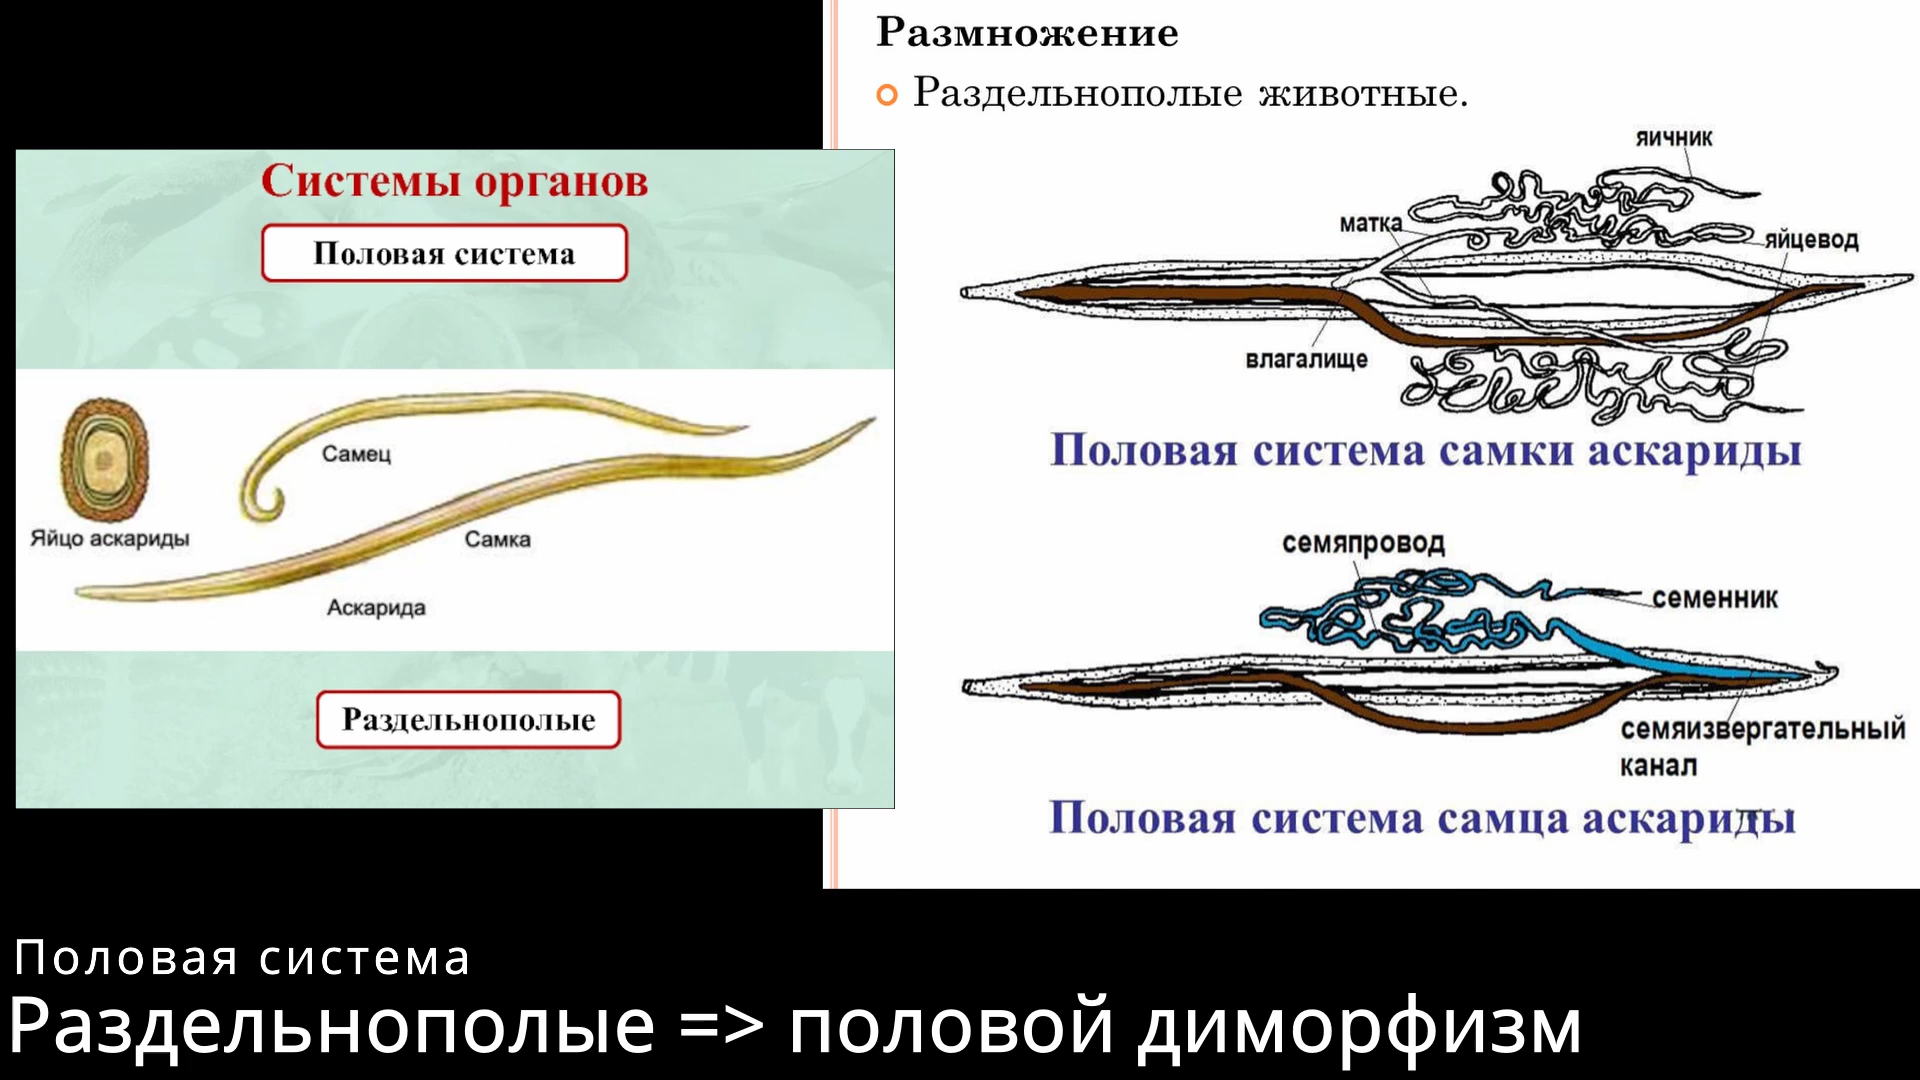 Размножение
Раздельнополые животные.
яичник
матка
яйцевод
влагалище
Половая система самки аскариды
семяпровод
семенник
семяизвергательный
канал
Половая система самца аскариды
Системы органов
Половая система
Самец
Яйцо аскариды
Самка
Аскарида
Раздельнополые
Половая система
Раздельнополые => половой диморфизм